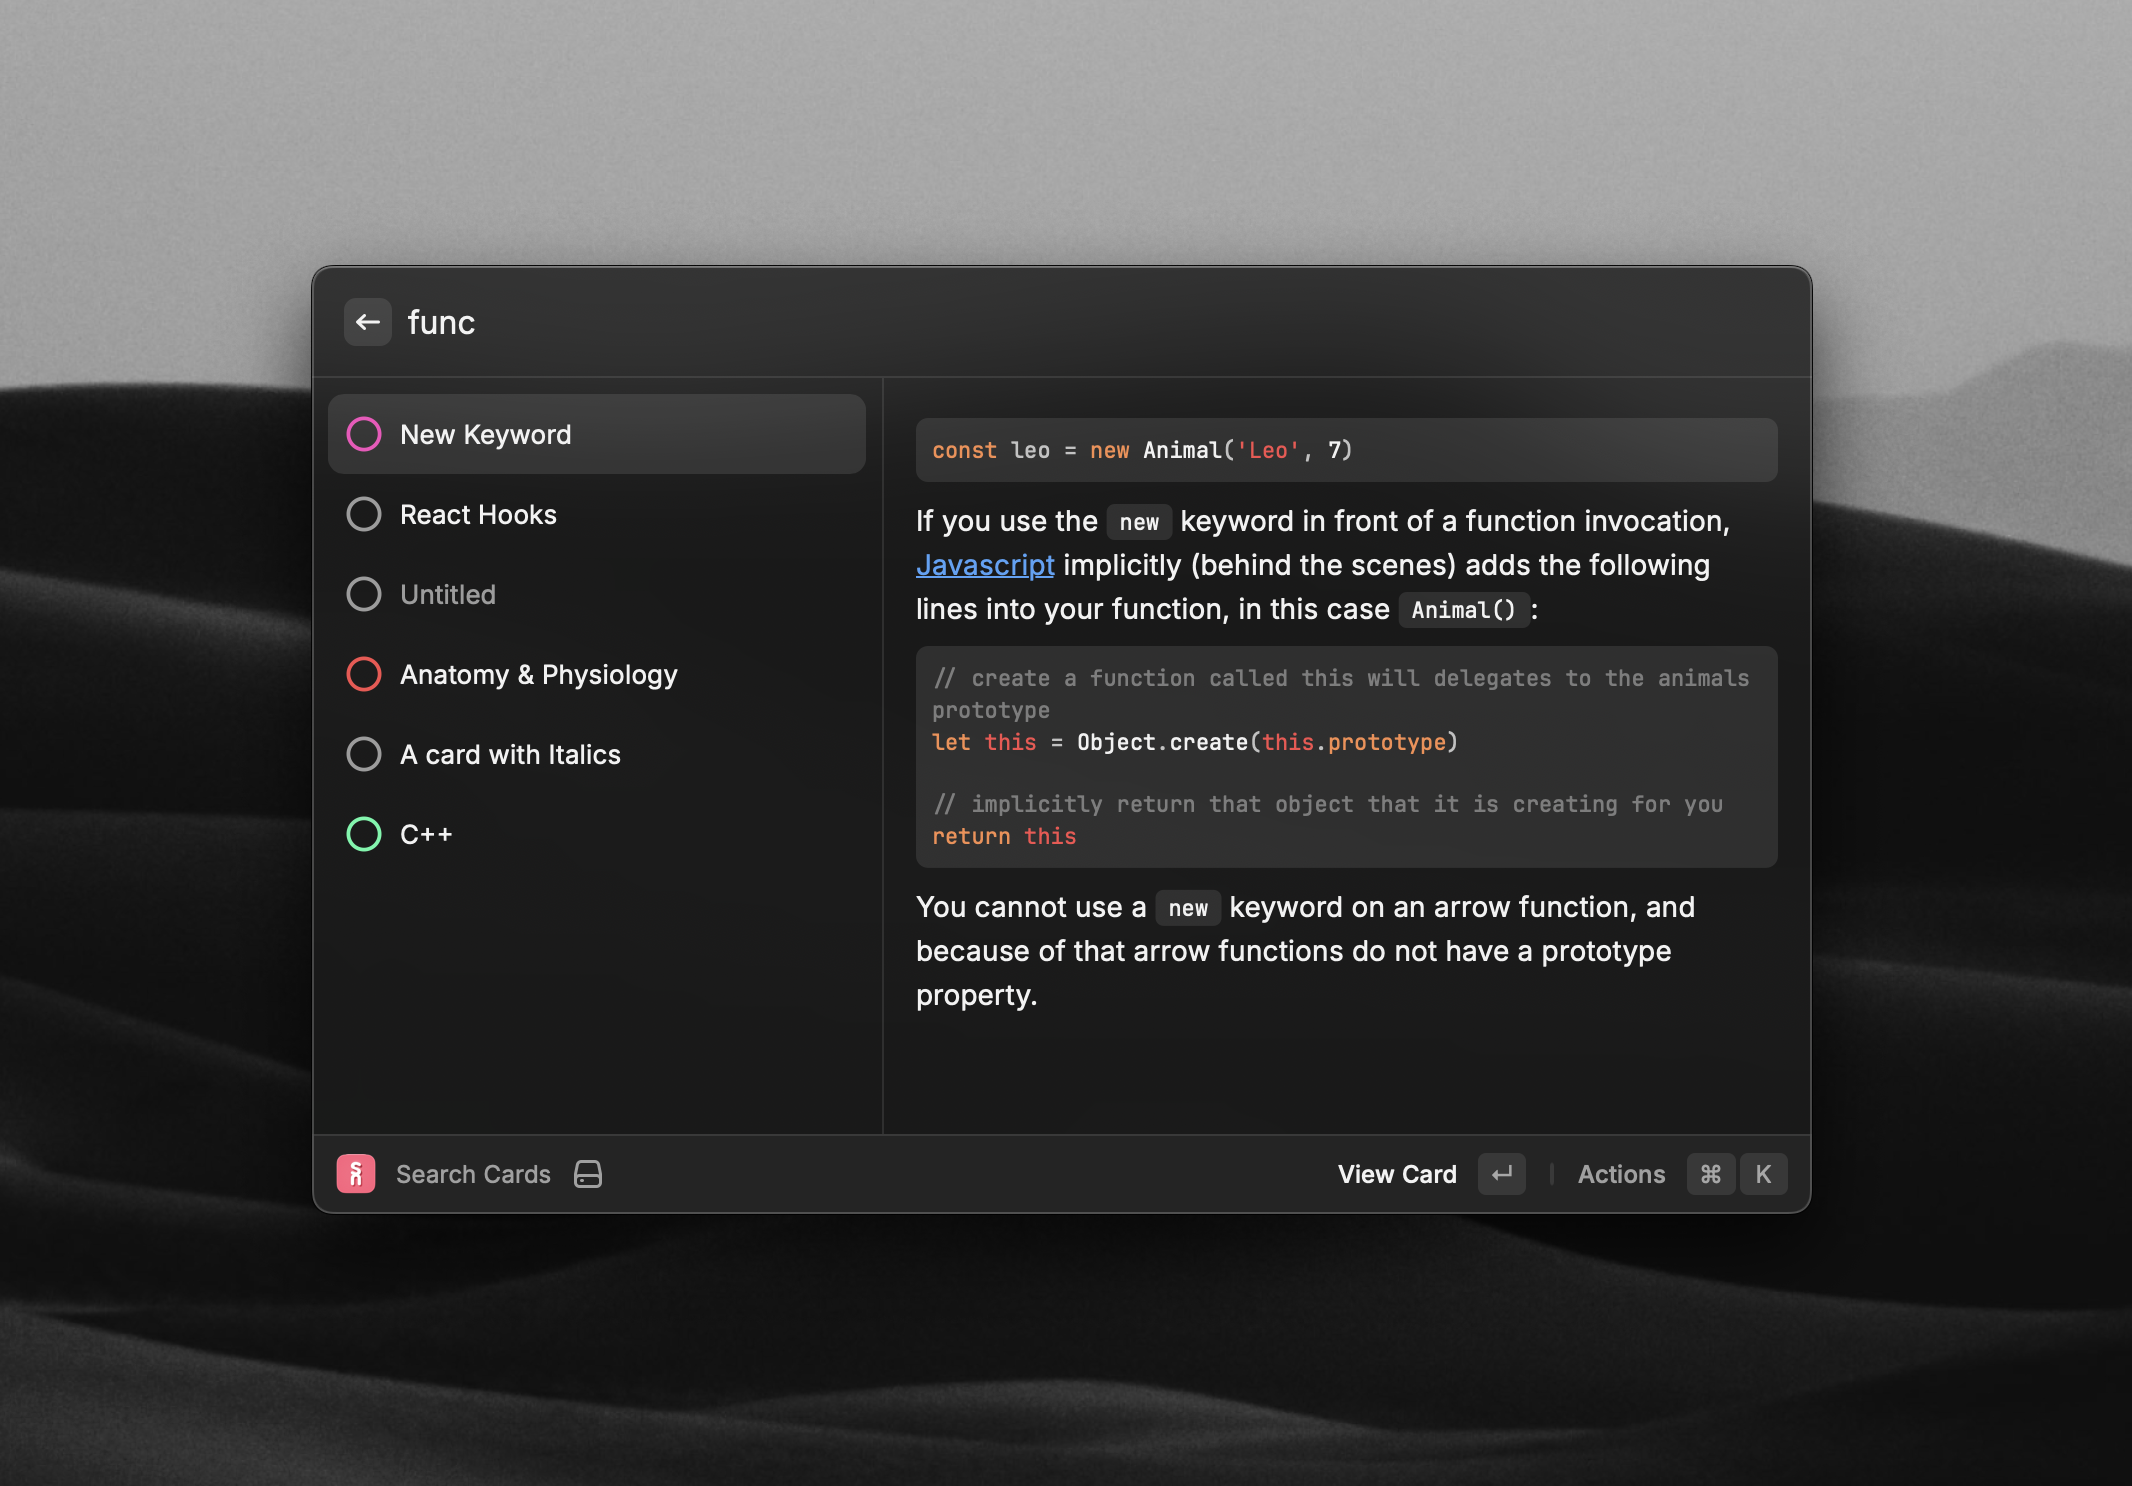 func
New Keyword
React Hooks
Untitled
Anatomy & Physiology
A card with Italics
C++
const leo = new Animal('Leo', 7)
If you use the new keyword in front of a function invocation,
Javascript implicitly (behind the scenes) adds the following
lines into your function, in this case Animal() :
// create a function called this will delegates to the animals
prototype
let this = Object.create(this.prototype)
// implicitly return that object that it is creating for you
return this
You cannot use a new keyword on an arrow function, and
because of that arrow functions do not have a prototype
property.
Search Cards
View Card ↵ | Actions ⌘ K